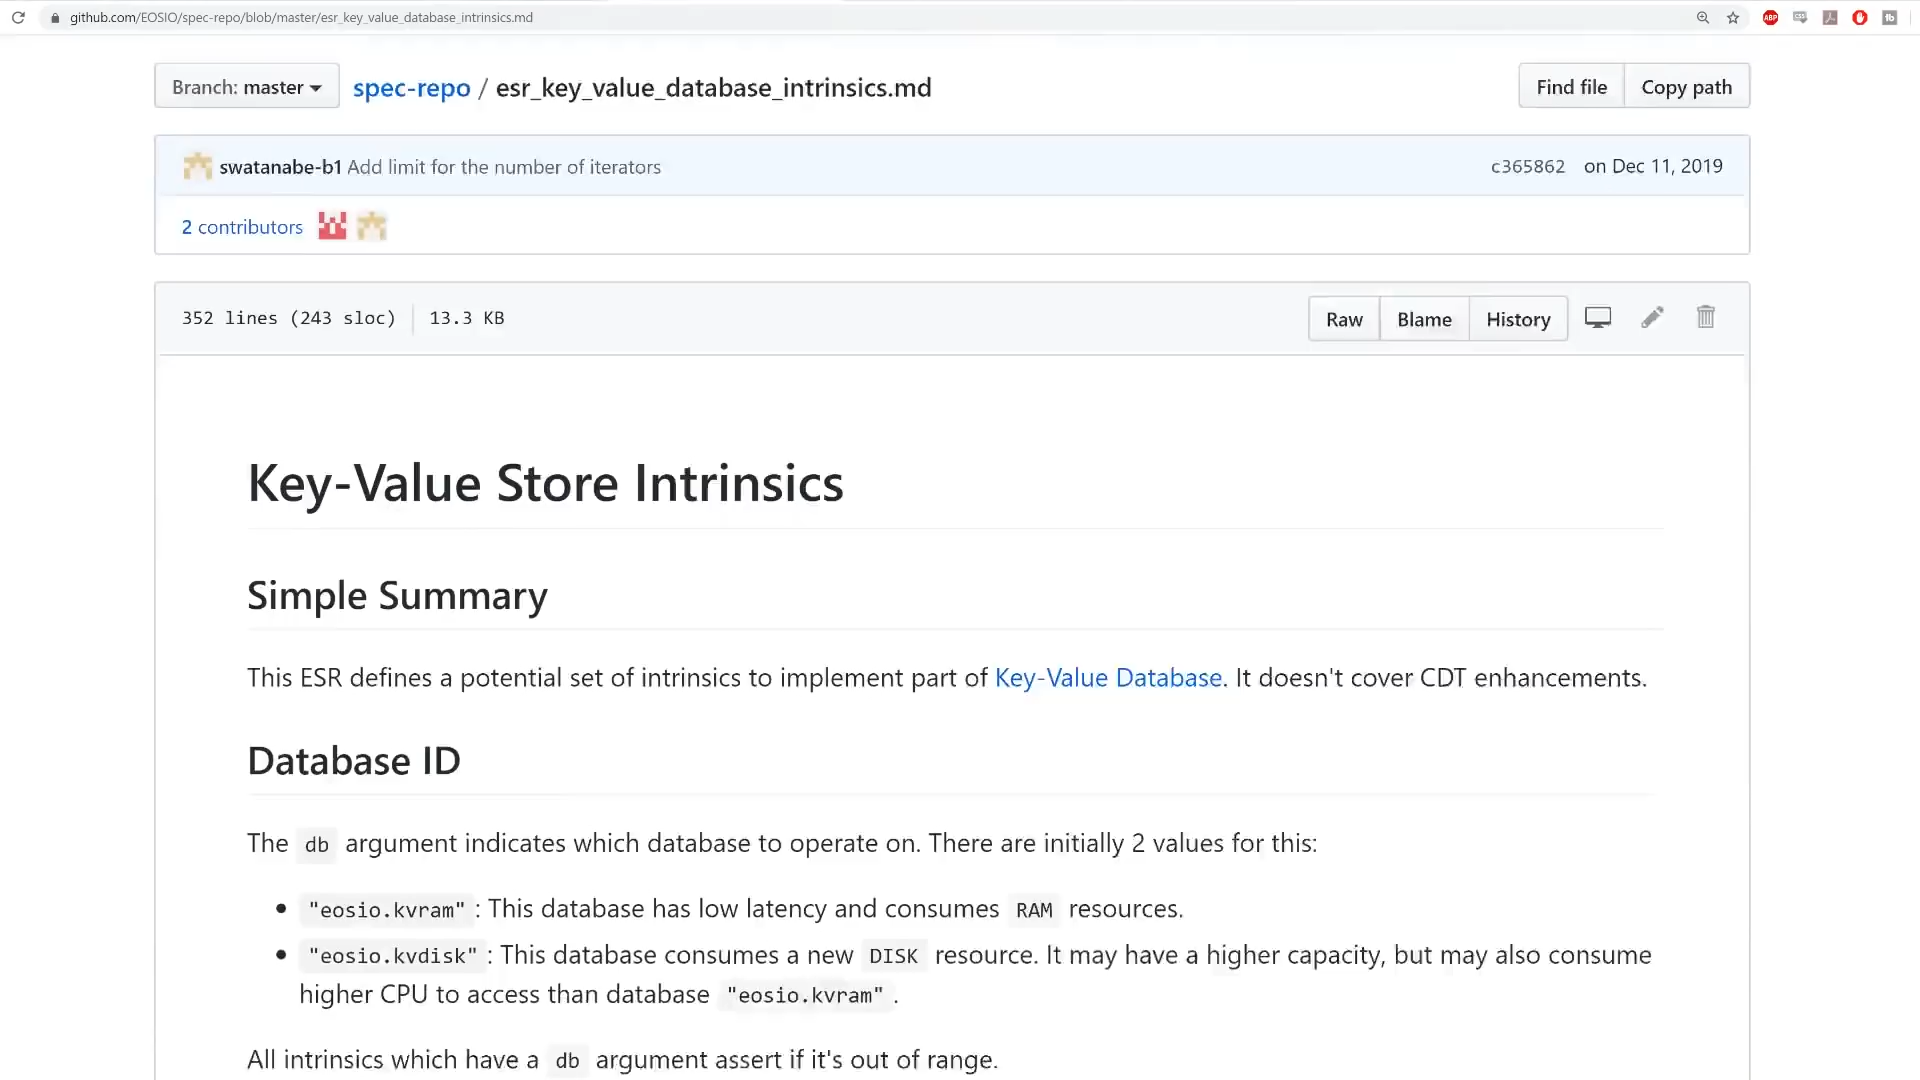 github.com/EOSIO/spec-repo/blob/master/esr_key_value_database_intrinsics.md
ABP
Branch: master
spec-repo / esr_key_value_database_intrinsics.md
Find file
Copy path
swatanabe-b1 Add limit for the number of iterators
c365862 on Dec 11, 2019
2 contributors
352 lines (243 sloc)
13.3 KB
Raw
Blame
History
Key-Value Store Intrinsics
Simple Summary
This ESR defines a potential set of intrinsics to implement part of Key-Value Database. It doesn't cover CDT enhancements.
Database ID
The db argument indicates which database to operate on. There are initially 2 values for this:
• "eosio.kvram" : This database has low latency and consumes RAM resources.
• "eosio.kvdisk" : This database consumes a new DISK resource. It may have a higher capacity, but may also consume
higher CPU to access than database "eosio.kvram" .
All intrinsics which have a db argument assert if it's out of range.